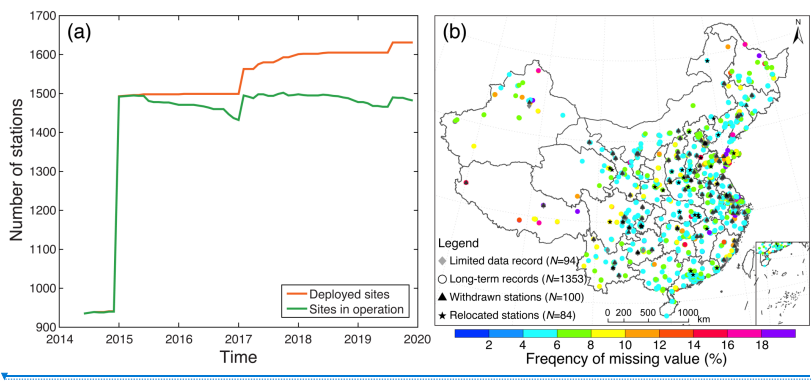 (a)
1700
1600
1500
1400
1300
1200
1100
1000
900
Number of stations
2014 2015 2016 2017 2018 2019 2020
Time
Deployed sites
Sites in operation
(b)
N
Legend
Limited data record (N=94)
Long-term records (N=1353)
Withdrawn stations (N=100)
Relocated stations (N=84)
0 200 600 1000
km
2 4 6 8 10 12 14 16 18
Freqency of missing value (%)